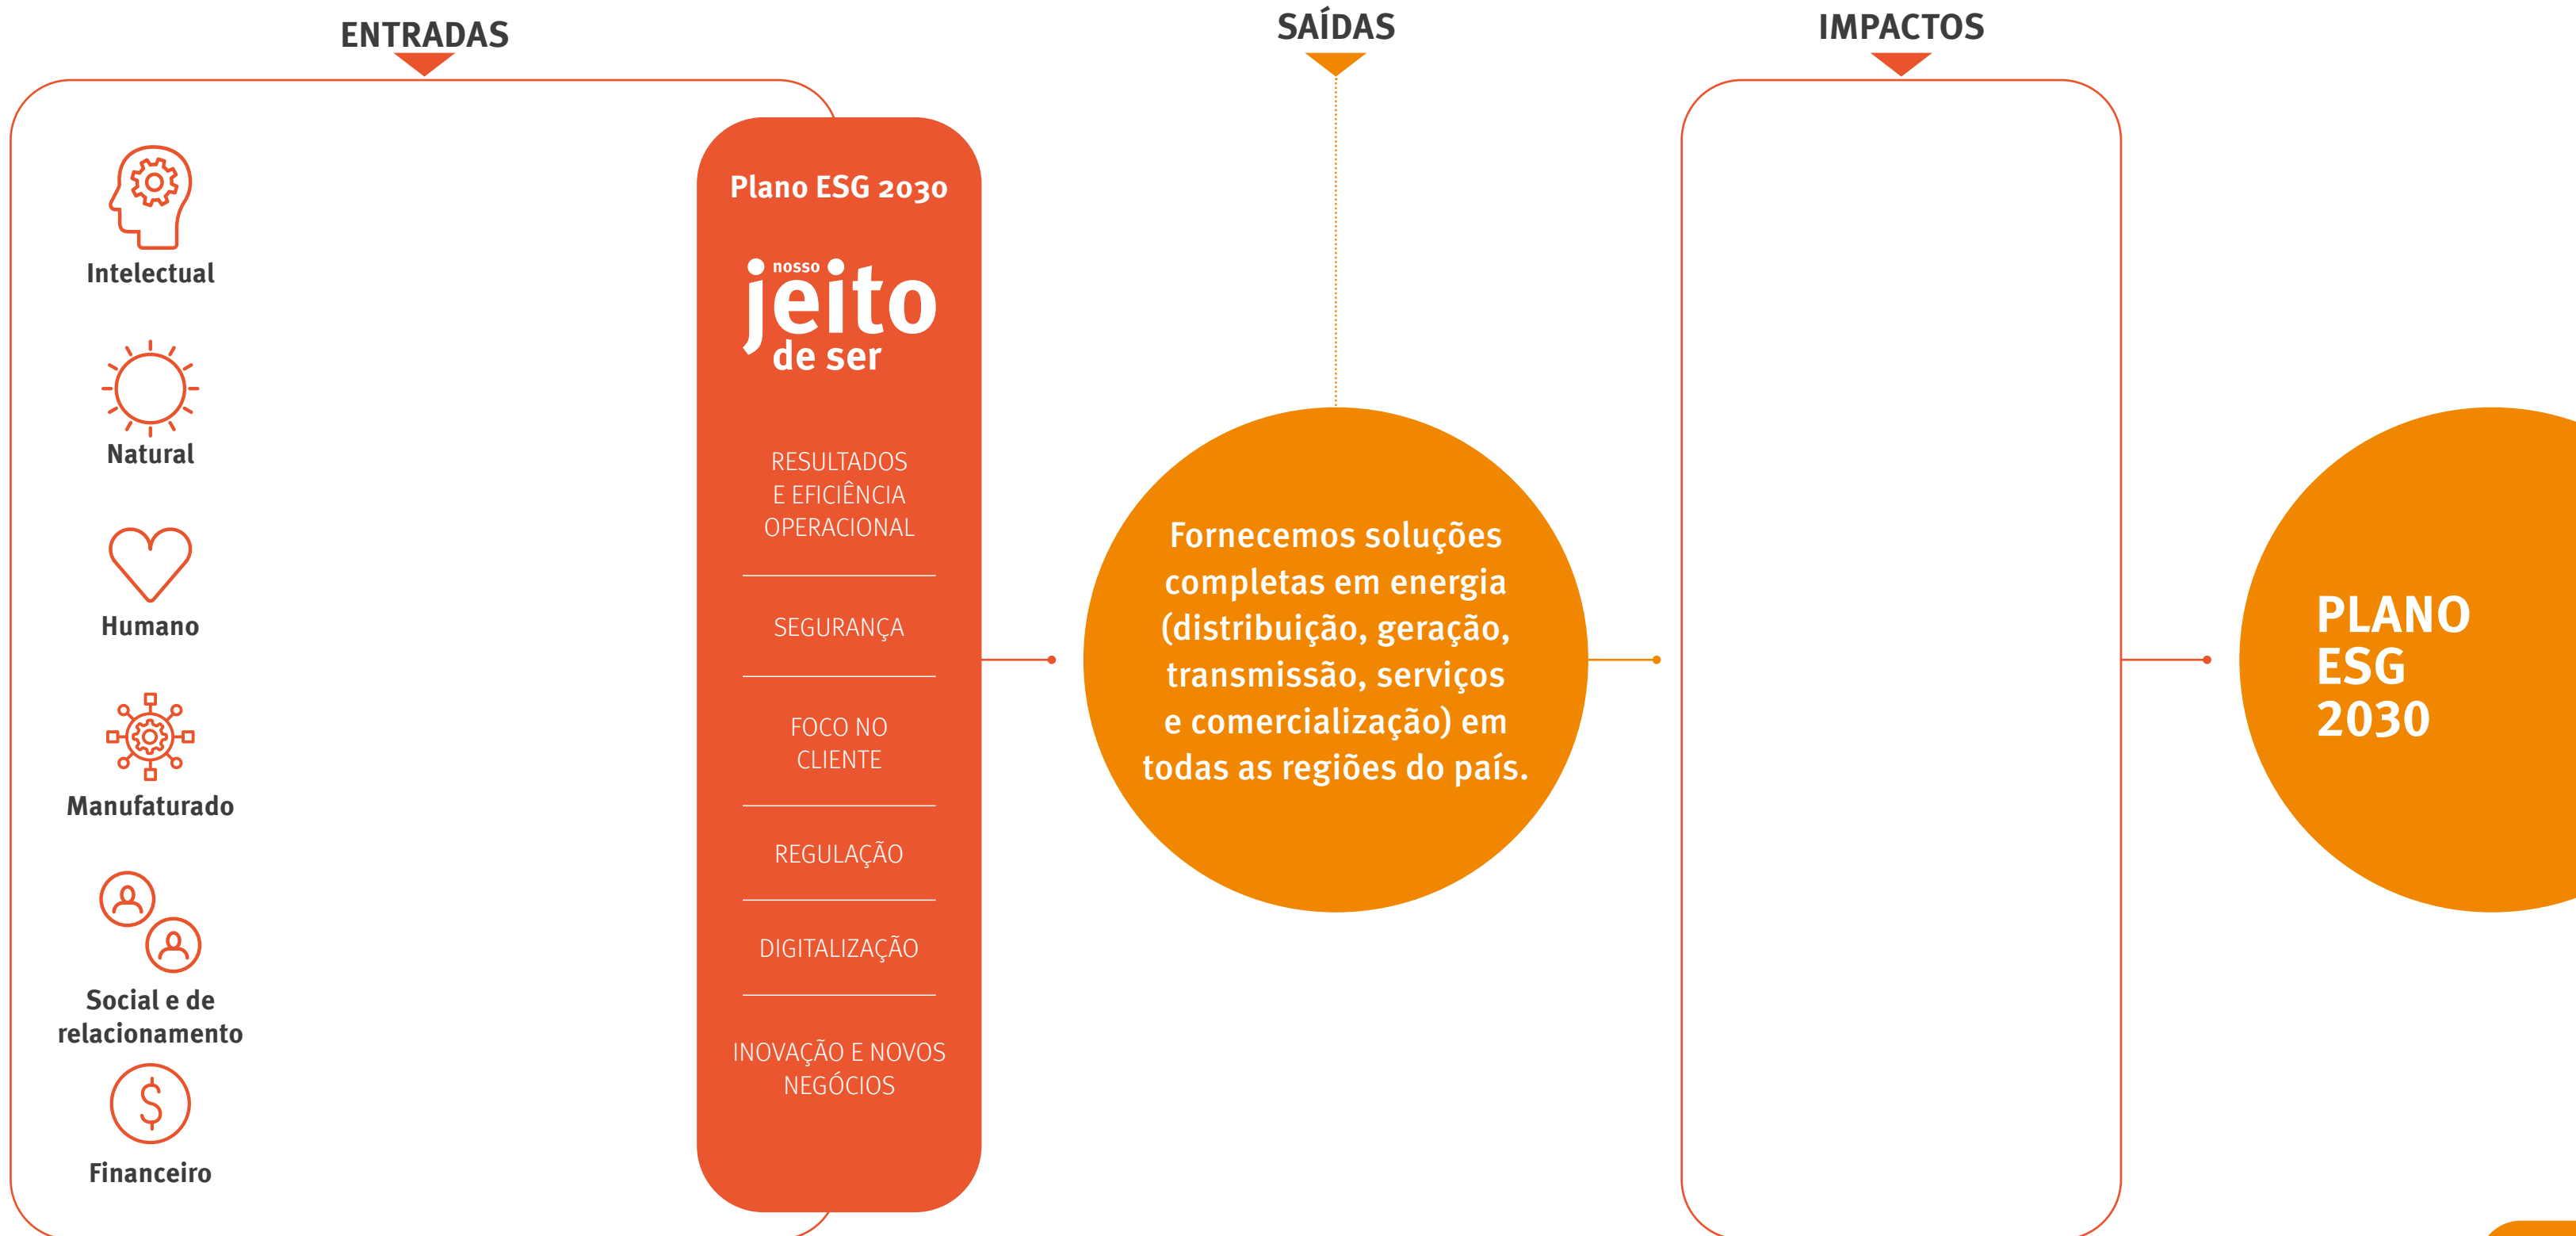 ENTRADAS
Intelectual
Natural
Humano
Manufaturado
Social e de
relacionamento
Financeiro
Plano ESG 2030
nosso
jeito
de ser
RESULTADOS
E EFICIÊNCIA
OPERACIONAL
SEGURANÇA
FOCO NO
CLIENTE
REGULAÇÃO
DIGITALIZAÇÃO
INOVAÇÃO E NOVOS
NEGÓCIOS
SAÍDAS
Fornecemos soluções
completas em energia
(distribuição, geração,
transmissão, serviços
e comercialização) em
todas as regiões do país.
IMPACTOS
PLANO
ESG
2030